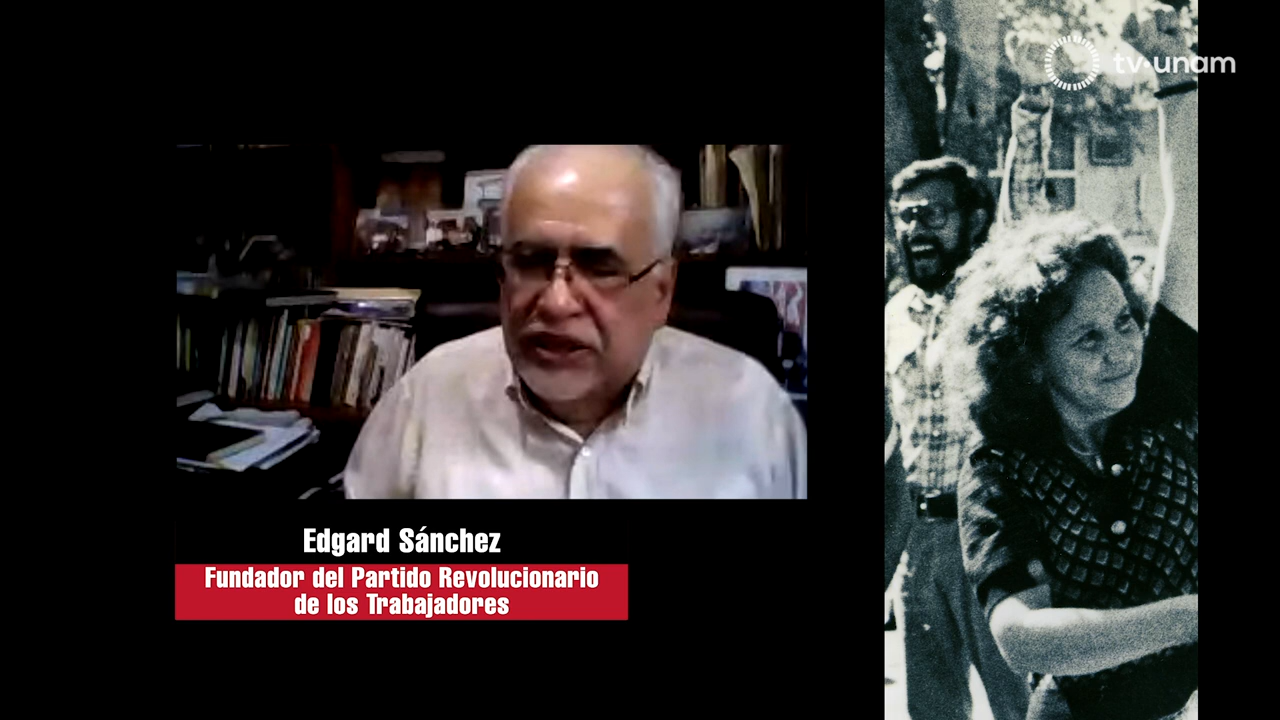 tv·unam
Edgard Sánchez
Fundador del Partido Revolucionario
de los Trabajadores